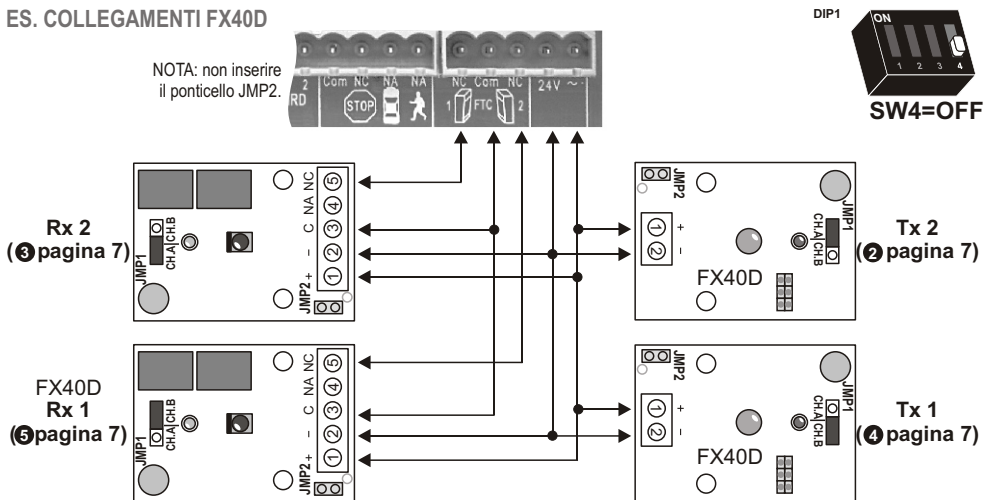 ES. COLLEGAMENTI FX40D
NOTA: non inserire
il ponticello JMP2.
2 Com NC NA NA NC Com NC 24V ~
RD STOP 1 FTC 2
DIP1
ON
1 2 3 4
SW4=OFF
Rx 2
(❸ pagina 7)
JMP1
CH.A CH.B
NC 5
NA 4
C 3
– 2
+ 1
JMP2
JMP2
1 +
2 –
FX40D
JMP1
CH.A CH.B
Tx 2
(❷ pagina 7)
FX40D
Rx 1
(❺ pagina 7)
JMP1
CH.A CH.B
NC 5
NA 4
C 3
– 2
+ 1
JMP2
JMP2
1 +
2 –
FX40D
JMP1
CH.A CH.B
Tx 1
(❹ pagina 7)